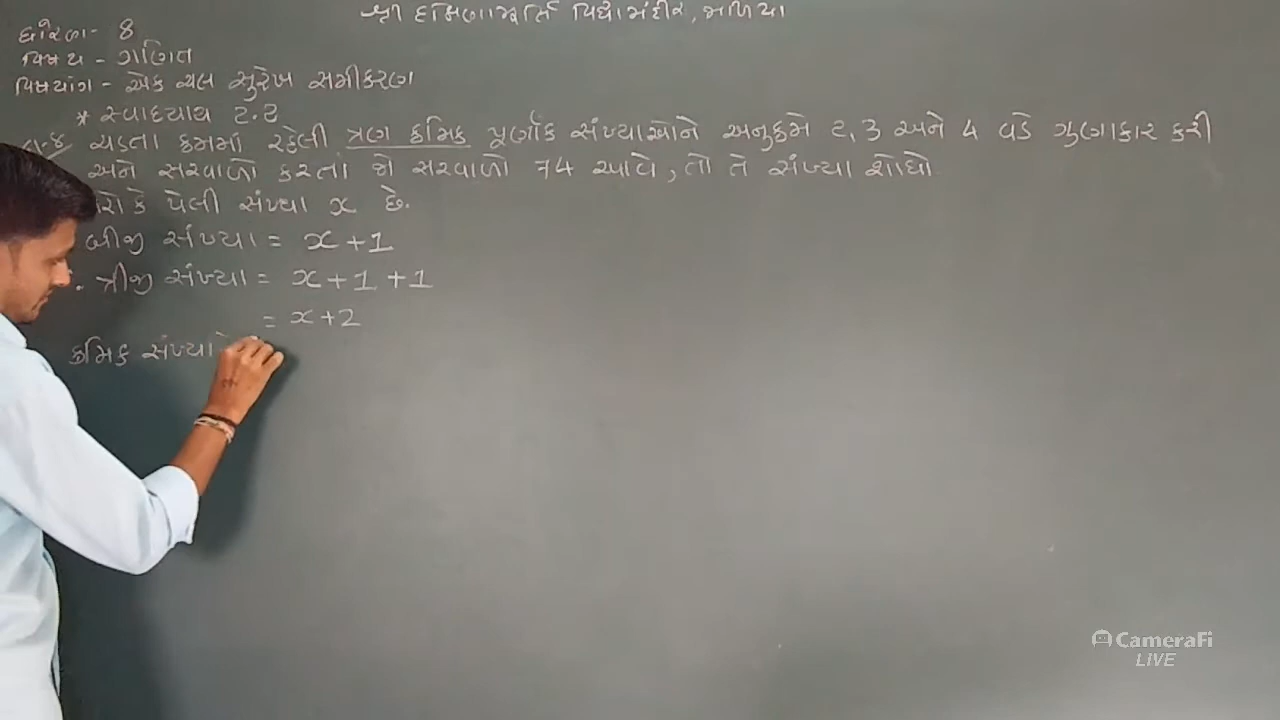 શ્રી દક્ષિણામૂર્તિ વિદ્યામંદિર, માળિયા
ધોરણ- 8
વિષય - ગણિત
વિષયાંગ - એક ચલ સુરેખ સમીકરણ
* સ્વાધ્યાય 2.2
ચડતા ક્રમમાં રહેલી ત્રણ ક્રમિક પૂર્ણાંક સંખ્યાઓને અનુક્રમે 2, 3 અને 4 વડે ગુણાકાર કરી
અને સરવાળો કરતાં જો સરવાળો 74 આવે, તો તે સંખ્યા શોધો
પેલી સંખ્યા x છે.
બીજી સંખ્યા = x+1
ત્રીજી સંખ્યા = x+1+1
= x+2
ક્રમિક સંખ્યાને
CameraFi
LiVE